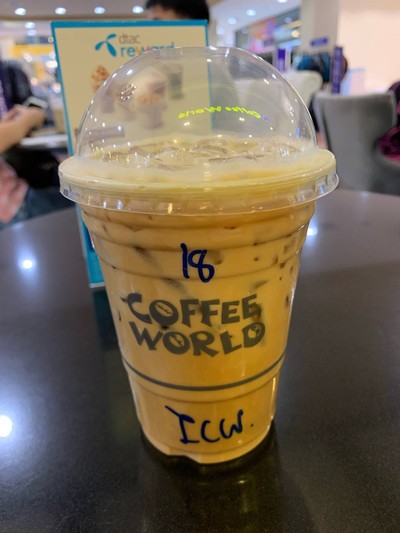 dtac
reward
18
COFFEE
WORLD
ICW.